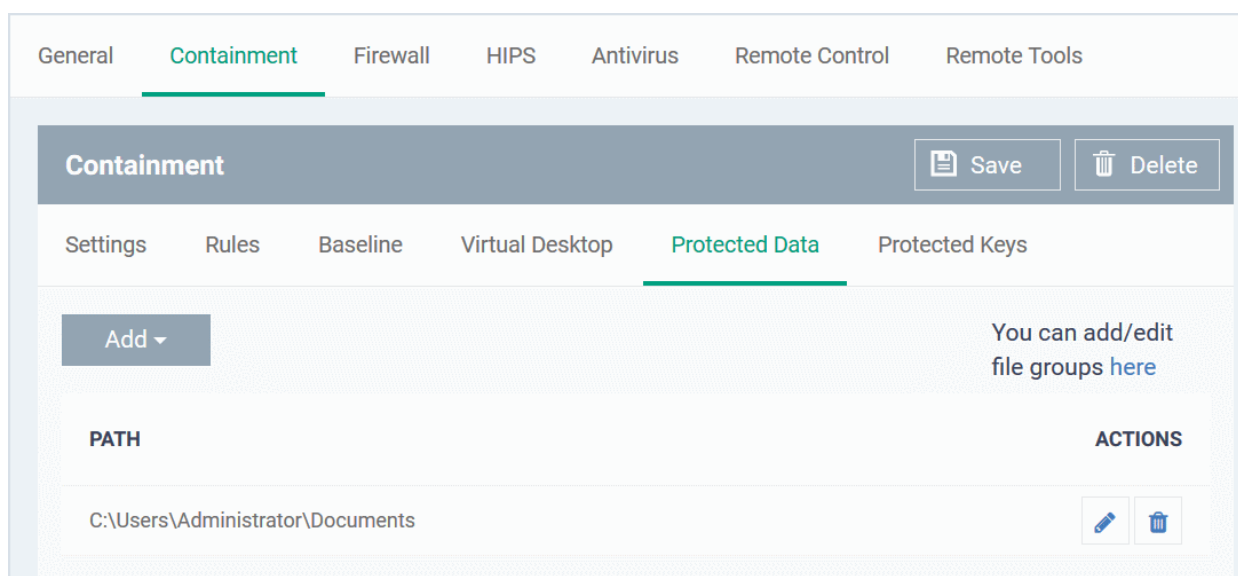 General Containment Firewall HIPS Antivirus Remote Control Remote Tools
Containment Save Delete
Settings Rules Baseline Virtual Desktop Protected Data Protected Keys
Add
You can add/edit
file groups here
PATH ACTIONS
C:\Users\Administrator\Documents